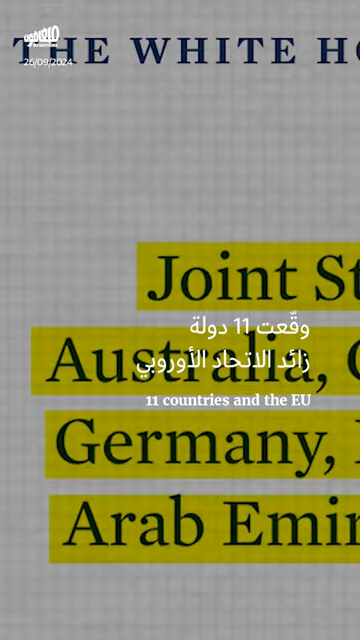 THE WHITE HO
26/09/2024
Joint St
وقّعت 11 دولة
زائد الاتحاد الأوروبي
Australia, C
11 countries and the EU
Germany,
Arab Emir